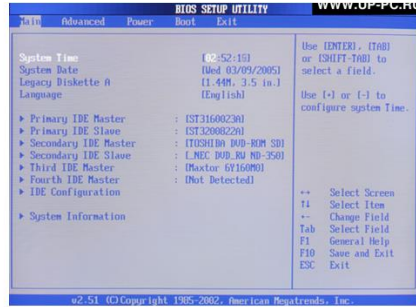 BIOS SETUP UTILITY
WWW.UP-PC.RU
Main Advanced Power Boot Exit
System Time [02:52:15]
System Date [Wed 03/09/2005]
Legacy Diskette A [1.44M, 3.5 in.]
Language [English]
Primary IDE Master : [ST3160023A]
Primary IDE Slave : [ST3200822A]
Secondary IDE Master : [TOSHIBA DVD-ROM SD]
Secondary IDE Slave : [_NEC DVD_RW ND-350]
Third IDE Master : [Maxtor 6Y160M0]
Fourth IDE Master : [Not Detected]
IDE Configuration
System Information
Use [ENTER], [TAB]
or [SHIFT-TAB] to
select a field.
Use [+] or [-] to
configure system Time.
↔ Select Screen
↑↓ Select Item
+- Change Field
Tab Select Field
F1 General Help
F10 Save and Exit
ESC Exit
v2.51 (C)Copyright 1985-2002, American Megatrends, Inc.